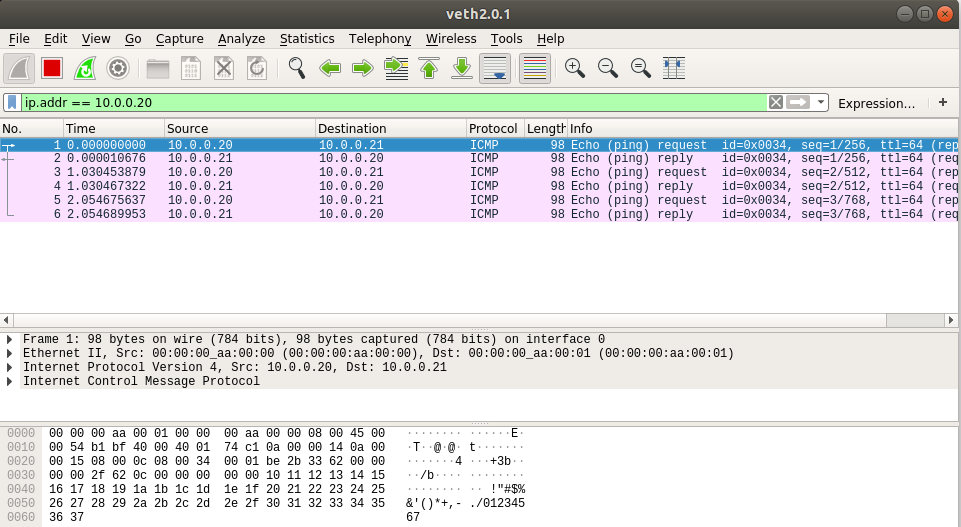 veth2.0.1
File Edit View Go Capture Analyze Statistics Telephony Wireless Tools Help
ip.addr == 10.0.0.20 Expression... +
No. Time Source Destination Protocol Length Info
1 0.000000000 10.0.0.20 10.0.0.21 ICMP 98 Echo (ping) request id=0x0034, seq=1/256, ttl=64 (rep
2 0.000010676 10.0.0.21 10.0.0.20 ICMP 98 Echo (ping) reply id=0x0034, seq=1/256, ttl=64 (req
3 1.030453879 10.0.0.20 10.0.0.21 ICMP 98 Echo (ping) request id=0x0034, seq=2/512, ttl=64 (rep
4 1.030467322 10.0.0.21 10.0.0.20 ICMP 98 Echo (ping) reply id=0x0034, seq=2/512, ttl=64 (req
5 2.054675637 10.0.0.20 10.0.0.21 ICMP 98 Echo (ping) request id=0x0034, seq=3/768, ttl=64 (rep
6 2.054689953 10.0.0.21 10.0.0.20 ICMP 98 Echo (ping) reply id=0x0034, seq=3/768, ttl=64 (req
Frame 1: 98 bytes on wire (784 bits), 98 bytes captured (784 bits) on interface 0
Ethernet II, Src: 00:00:00_aa:00:00 (00:00:00:aa:00:00), Dst: 00:00:00_aa:00:01 (00:00:00:aa:00:01)
Internet Protocol Version 4, Src: 10.0.0.20, Dst: 10.0.0.21
Internet Control Message Protocol
0000 00 00 00 aa 00 01 00 00 00 aa 00 00 08 00 45 00 ········ ······E·
0010 00 54 b1 bf 40 00 40 01 74 c1 0a 00 00 14 0a 00 ·T··@·@· t·······
0020 00 15 08 00 0c 08 00 34 00 01 be 2b 33 62 00 00 ·······4 ···+3b··
0030 00 00 2f 62 0c 00 00 00 00 00 10 11 12 13 14 15 ··/b···· ········
0040 16 17 18 19 1a 1b 1c 1d 1e 1f 20 21 22 23 24 25 ········ ·· !"#$%
0050 26 27 28 29 2a 2b 2c 2d 2e 2f 30 31 32 33 34 35 &'()*+,- ./012345
0060 36 37 67